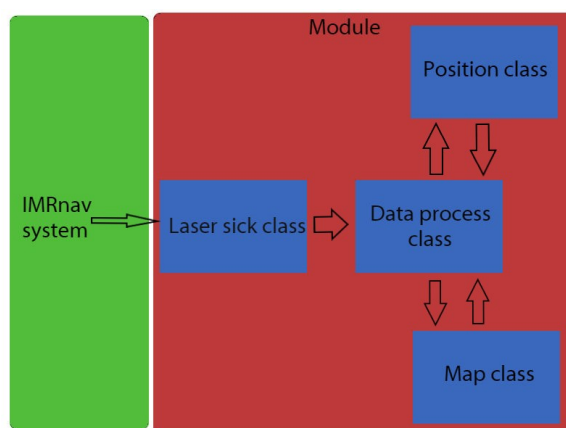 Module
Position class
IMRnav
system
Laser sick class
Data process
class
Map class